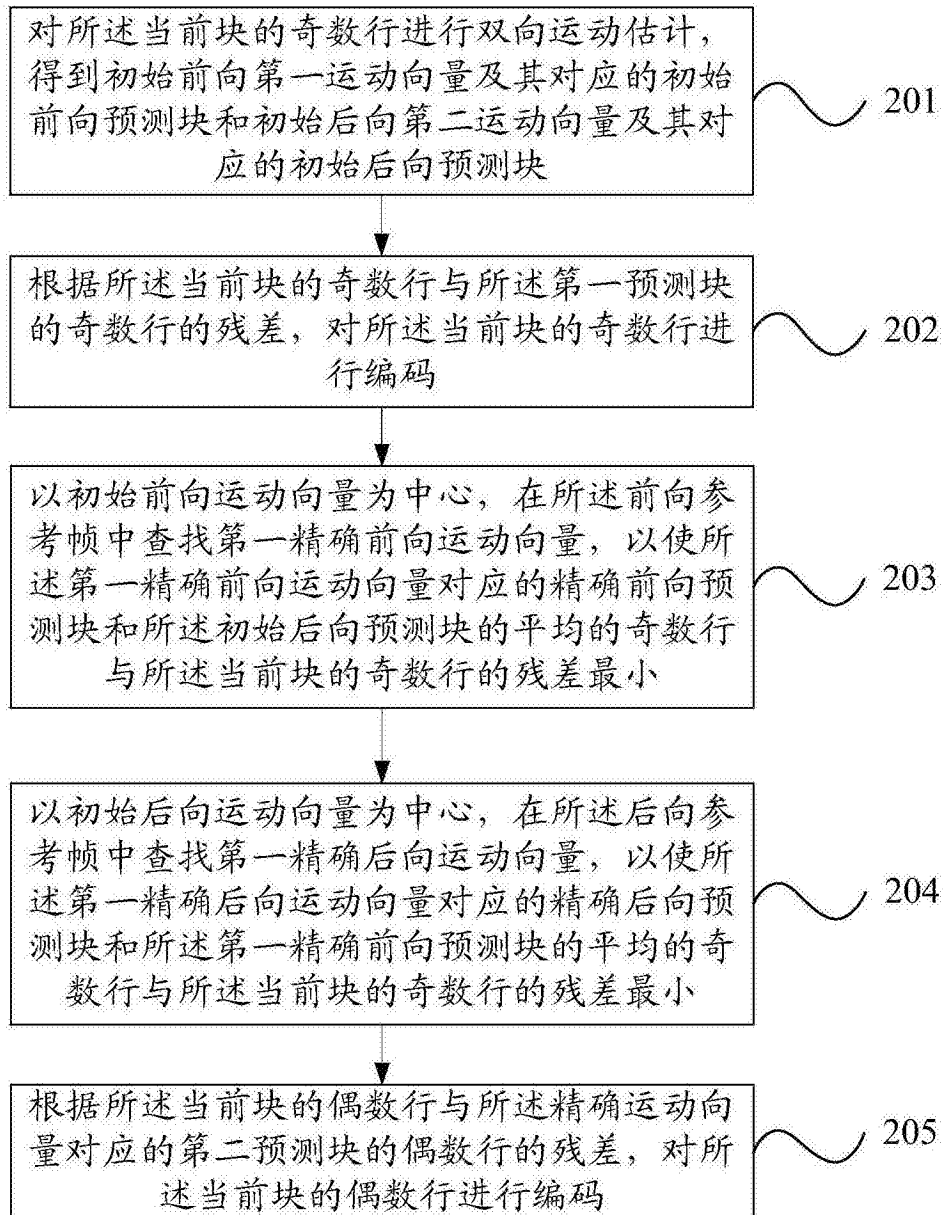 对所述当前块的奇数行进行双向运动估计,
得到初始前向第一运动向量及其对应的初始
前向预测块和初始后向第二运动向量及其对
应的初始后向预测块
201
根据所述当前块的奇数行与所述第一预测块
的奇数行的残差，对所述当前块的奇数行进
行编码
202
以初始前向运动向量为中心，在所述前向参
考帧中查找第一精确前向运动向量，以使所
述第一精确前向运动向量对应的精确前向预
测块和所述初始后向预测块的平均的奇数行
与所述当前块的奇数行的残差最小
203
以初始后向运动向量为中心，在所述后向参
考帧中查找第一精确后向运动向量，以使所
述第一精确后向运动向量对应的精确后向预
测块和所述第一精确前向预测块的平均的奇
数行与所述当前块的奇数行的残差最小
204
根据所述当前块的偶数行与所述精确运动向
量对应的第二预测块的偶数行的残差，对所
述当前块的偶数行进行编码
205